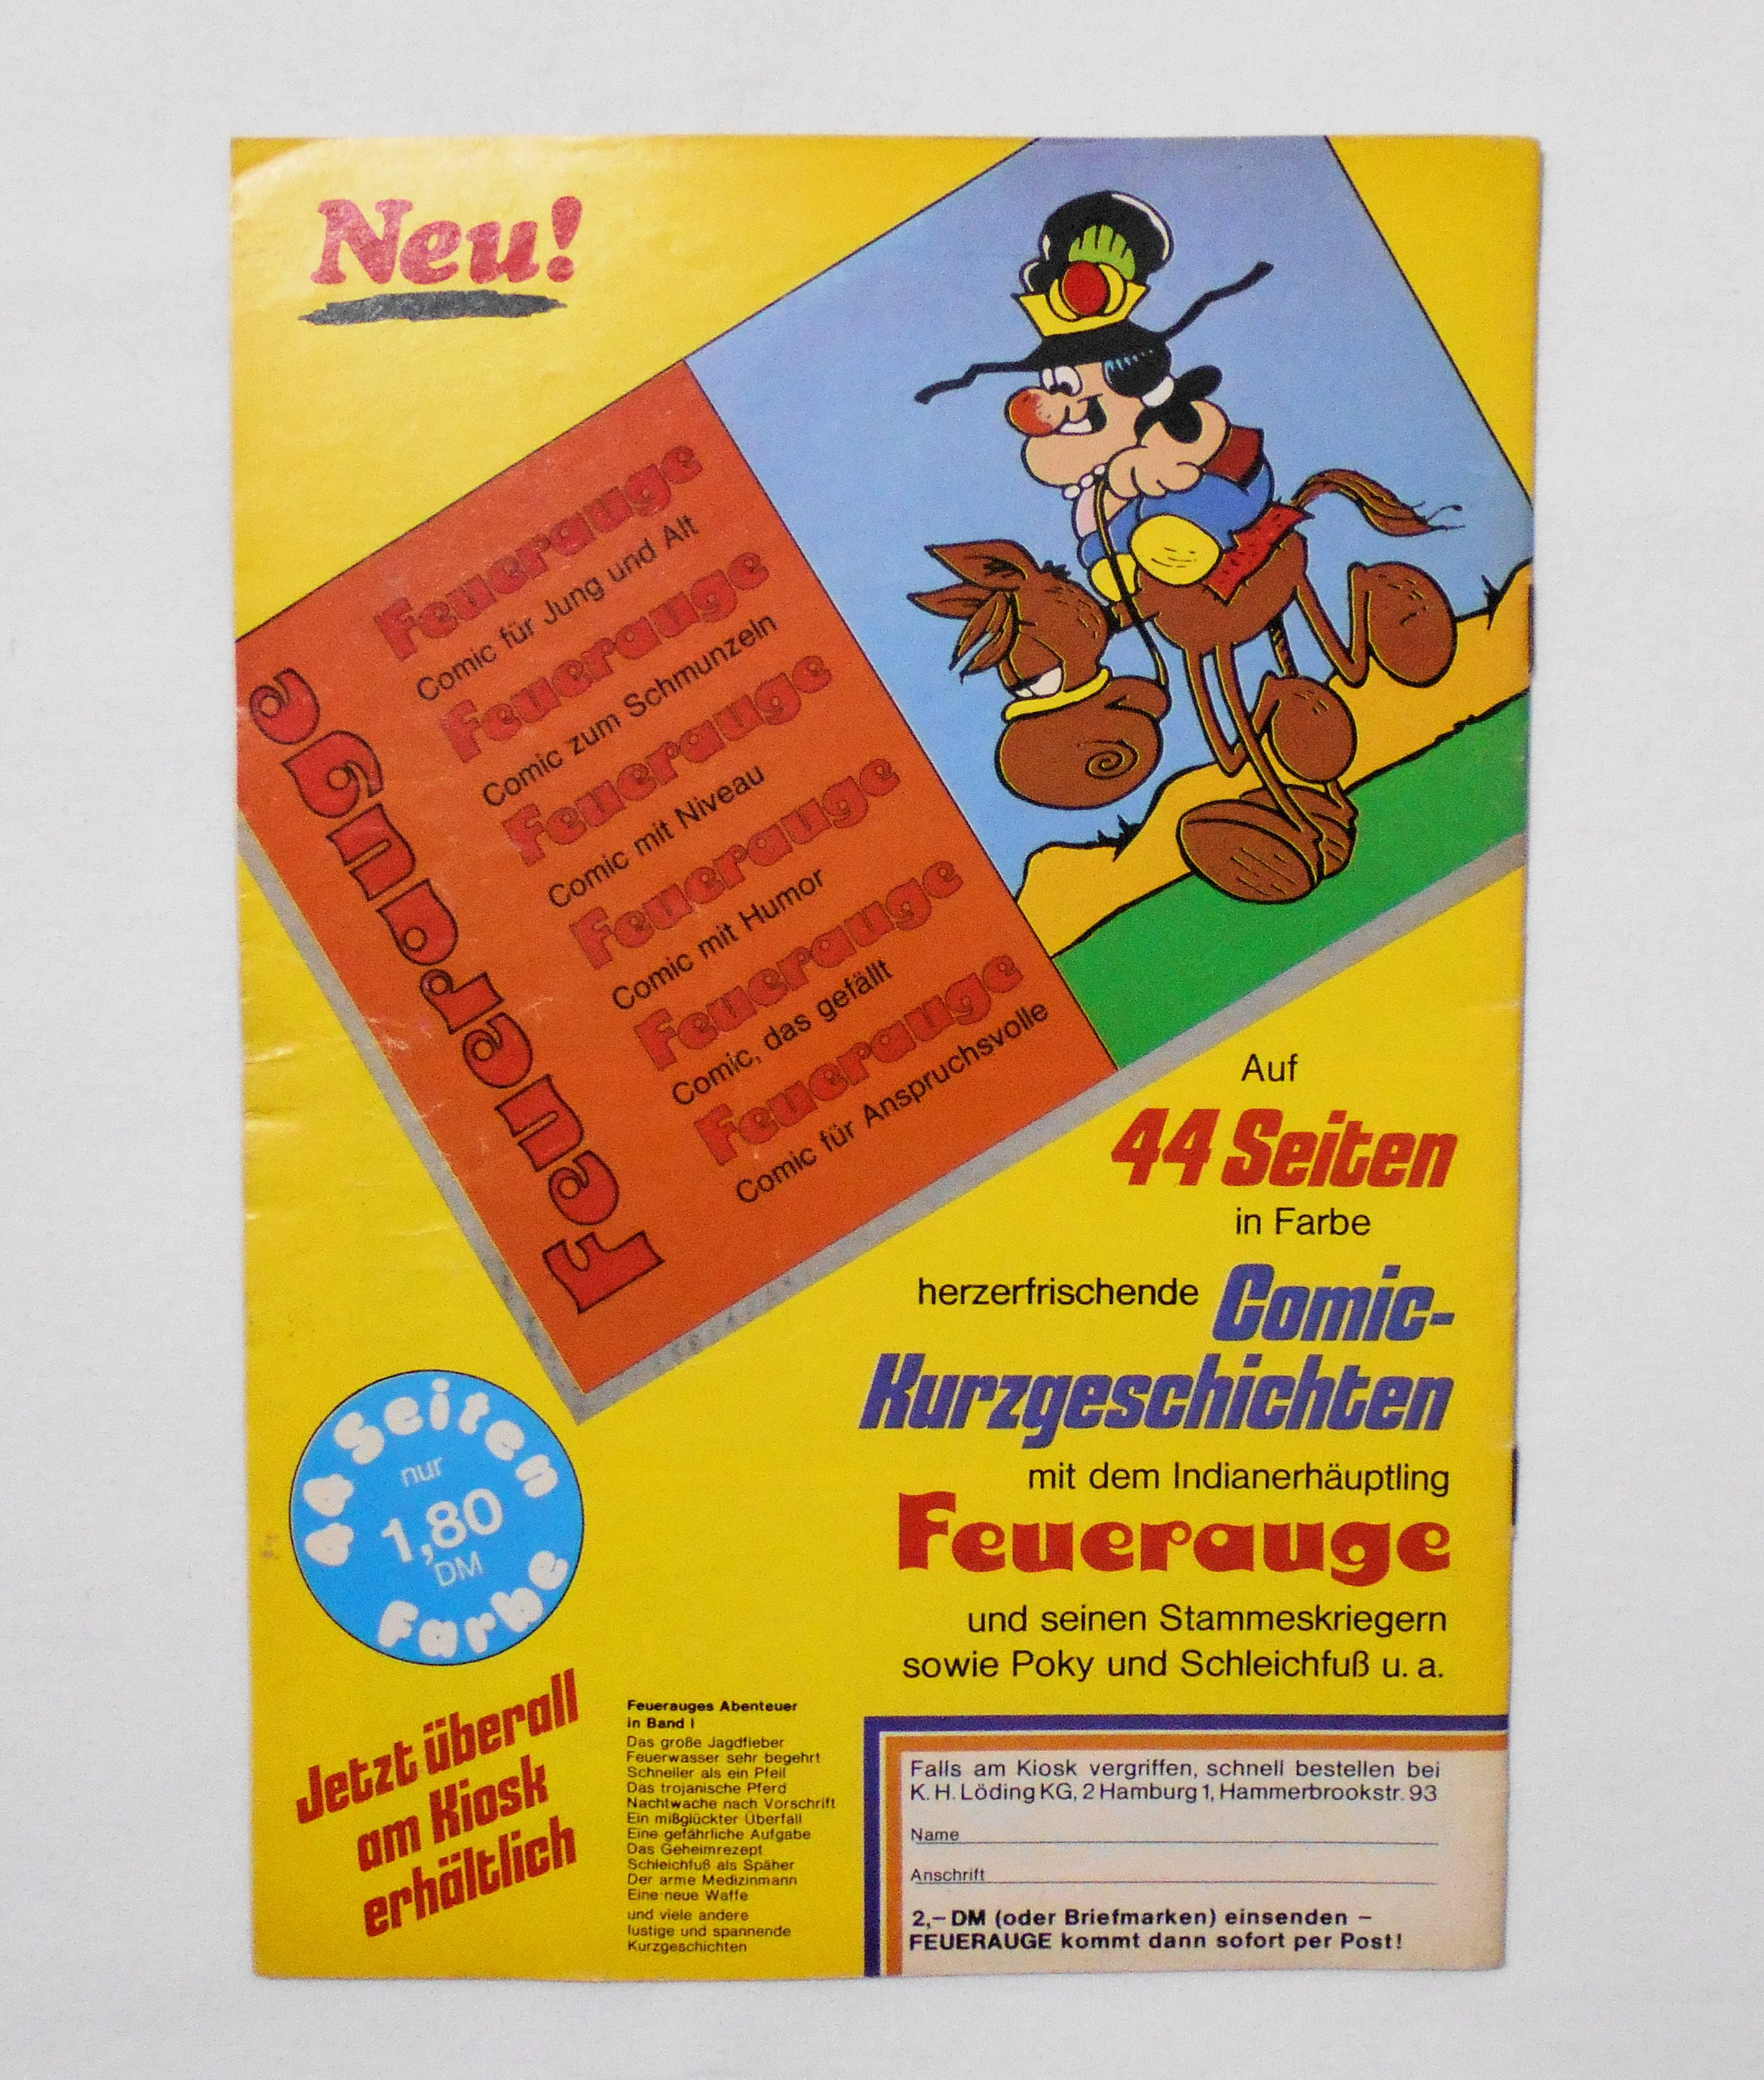 Neu!
Feuerauge
Feuerauge
Comic für Jung und Alt
Feuerauge
Comic zum Schmunzeln
Feuerauge
Comic mit Niveau
Feuerauge
Comic mit Humor
Feuerauge
Comic, das gefällt
Feuerauge
Comic für Anspruchsvolle
Auf
44 Seiten
in Farbe
herzerfrischende Comic-
Kurzgeschichten
mit dem Indianerhäuptling
Feuerauge
und seinen Stammeskriegern
sowie Poky und Schleichfuß u. a.
44 Seiten
nur
1,80
DM
Farbe
Jetzt überall
am Kiosk
erhältlich
Feuerauges Abenteuer
in Band I
Das große Jagdfieber
Feuerwasser sehr begehrt
Schneller als ein Pfeil
Das trojanische Pferd
Nachtwache nach Vorschrift
Ein mißglückter Überfall
Eine gefährliche Aufgabe
Das Geheimrezept
Schleichfuß als Späher
Der arme Medizinmann
Eine neue Waffe
und viele andere
lustige und spannende
Kurzgeschichten
Falls am Kiosk vergriffen, schnell bestellen bei
K. H. Löding KG, 2 Hamburg 1, Hammerbrookstr. 93
Name
Anschrift
2,– DM (oder Briefmarken) einsenden –
FEUERAUGE kommt dann sofort per Post!